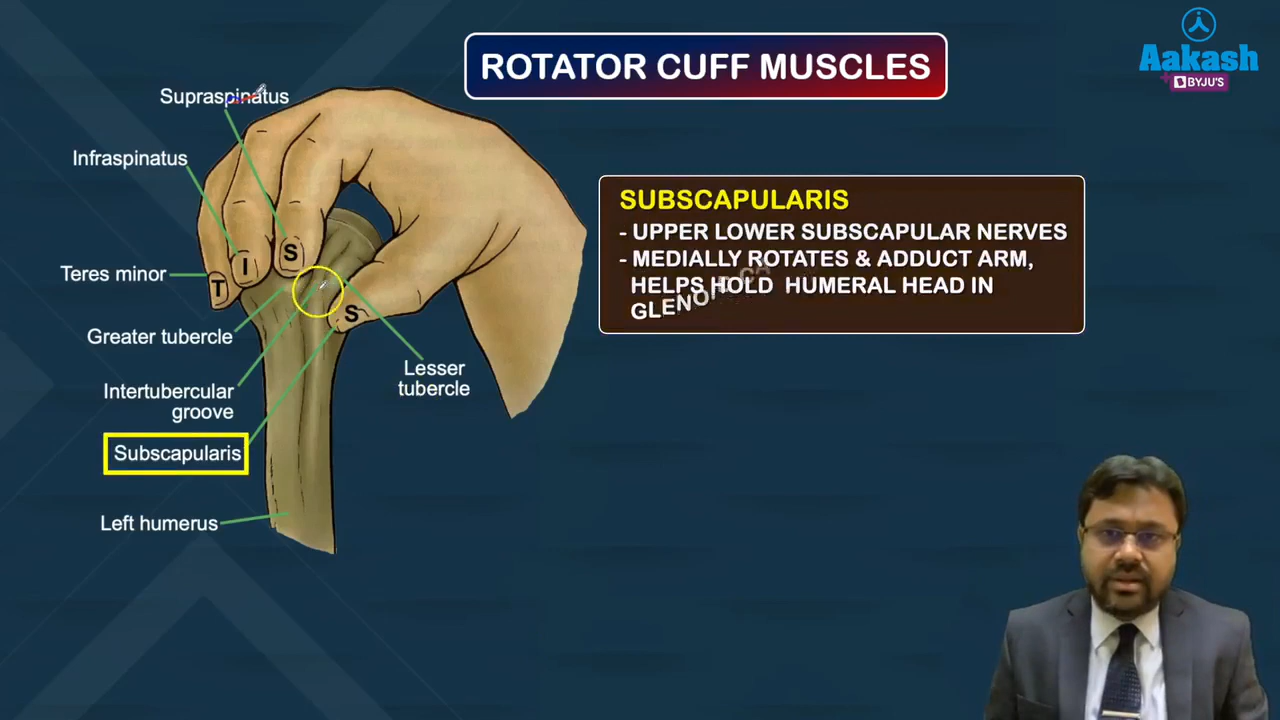 ROTATOR CUFF MUSCLES
Aakash
BYJU'S
Supraspinatus
Infraspinatus
Teres minor
Greater tubercle
Intertubercular
groove
Subscapularis
Left humerus
T
I
S
S
Lesser
tubercle
SUBSCAPULARIS
- UPPER LOWER SUBSCAPULAR NERVES
- MEDIALLY ROTATES & ADDUCT ARM,
HELPS HOLD HUMERAL HEAD IN